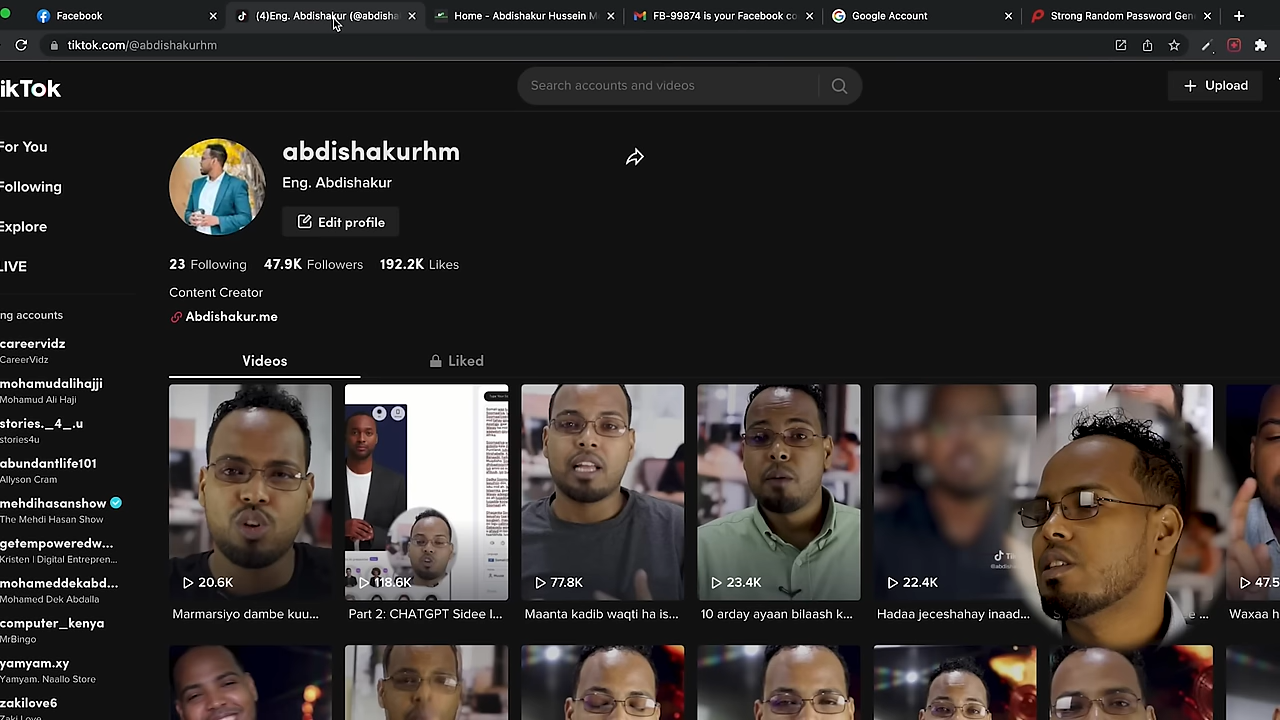 Facebook
(4)Eng. Abdishakur (@abdisha
Home - Abdishakur Hussein M
FB-99874 is your Facebook co
Google Account
Strong Random Password Gen
tiktok.com/@abdishakurhm
ikTok
Search accounts and videos
Upload
For You
Following
Explore
LIVE
ng accounts
careervidz
CareerVidz
mohamudalihajji
Mohamud Ali Haji
stories._4_.u
stories4u
abundantlife101
Allyson Cram
mehdihasanshow
The Mehdi Hasan Show
getempoweredw...
Kristen | Digital Entrepren...
mohameddekabd...
Mohamed Dek Abdalla
computer_kenya
MrBingo
yamyam.xy
Yamyam. Naallo Store
zakilove6
Zaki Love
abdishakurhm
Eng. Abdishakur
Edit profile
23 Following 47.9K Followers 192.2K Likes
Content Creator
Abdishakur.me
Videos
Liked
20.6K
118.6K
77.8K
23.4K
22.4K
47.5
Marmarsiyo dambe kuu...
Part 2: CHATGPT Sidee I...
Maanta kadib waqti ha is...
10 arday ayaan bilaash k...
Hadaa jeceshahay inaad...
Waxaa h